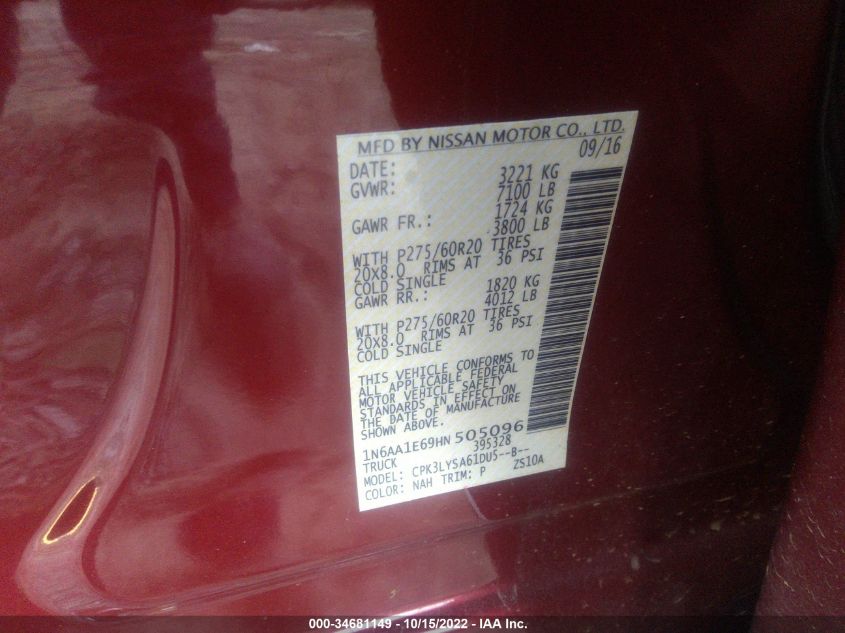 MFD BY NISSAN MOTOR CO., LTD.
DATE: 09/16
GVWR: 3221 KG
7100 LB
GAWR FR.: 1724 KG
3800 LB
WITH P275/60R20 TIRES
20X8.0 RIMS AT 36 PSI
COLD SINGLE
GAWR RR.: 1820 KG
4012 LB
WITH P275/60R20 TIRES
20X8.0 RIMS AT 36 PSI
COLD SINGLE
THIS VEHICLE CONFORMS TO
ALL APPLICABLE FEDERAL
MOTOR VEHICLE SAFETY
STANDARDS IN EFFECT ON
THE DATE OF MANUFACTURE
SHOWN ABOVE.
1N6AA1E69HN505096
TRUCK 395328
MODEL: CPK3LYSA61DU5--B--
COLOR: NAH TRIM: P ZS10A
000-34681149 - 10/15/2022 - IAA Inc.